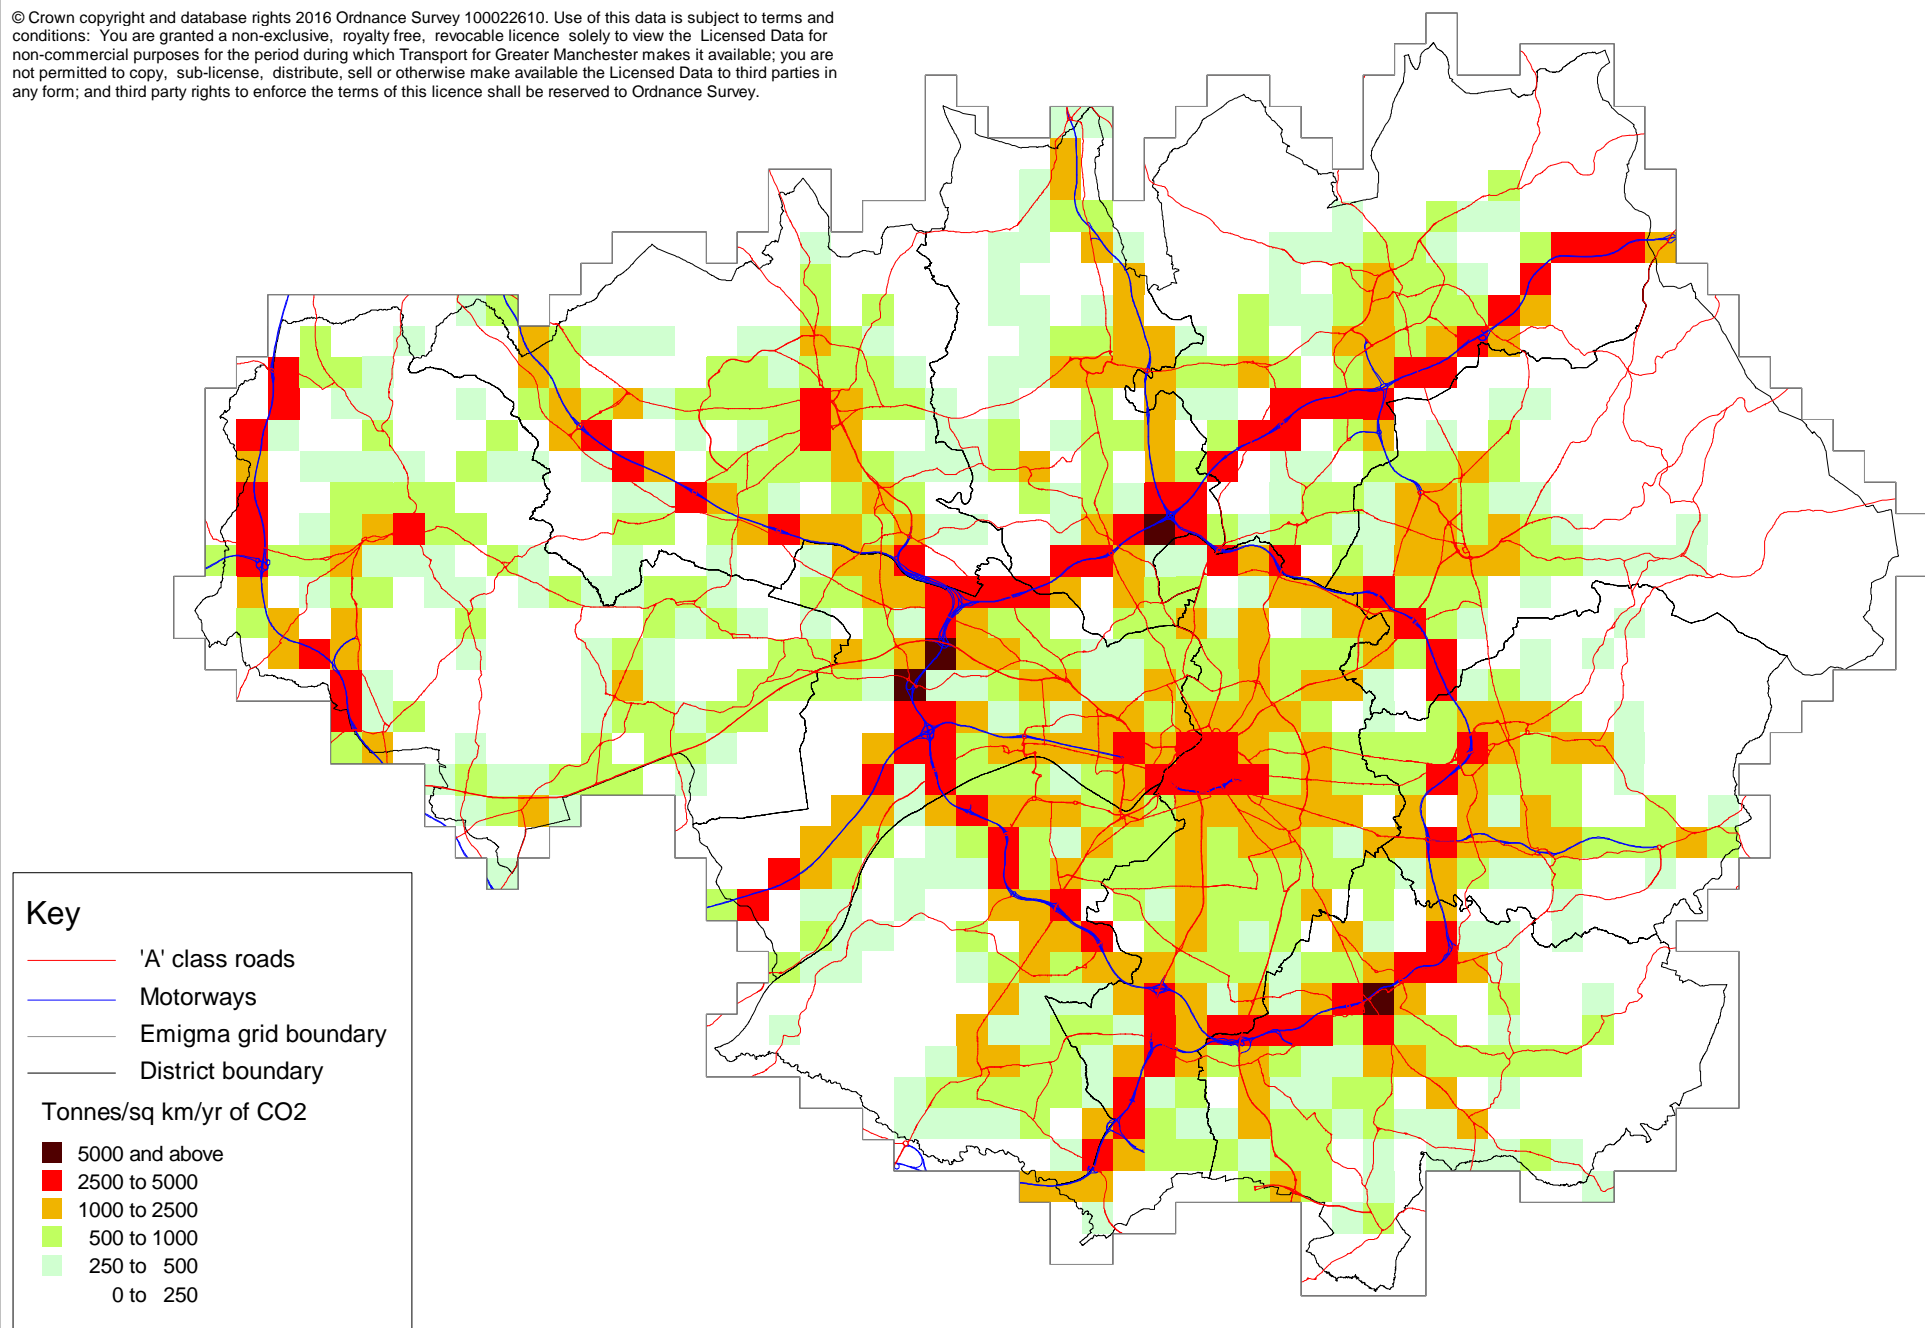 © Crown copyright and database rights 2016 Ordnance Survey 100022610. Use of this data is subject to terms and
conditions: You are granted a non-exclusive, royalty free, revocable licence solely to view the Licensed Data for
non-commercial purposes for the period during which Transport for Greater Manchester makes it available; you are
not permitted to copy, sub-license, distribute, sell or otherwise make available the Licensed Data to third parties in
any form; and third party rights to enforce the terms of this licence shall be reserved to Ordnance Survey.
Key
'A' class roads
Motorways
Emigma grid boundary
District boundary
Tonnes/sq km/yr of CO2
5000 and above
2500 to 5000
1000 to 2500
500 to 1000
250 to 500
0 to 250